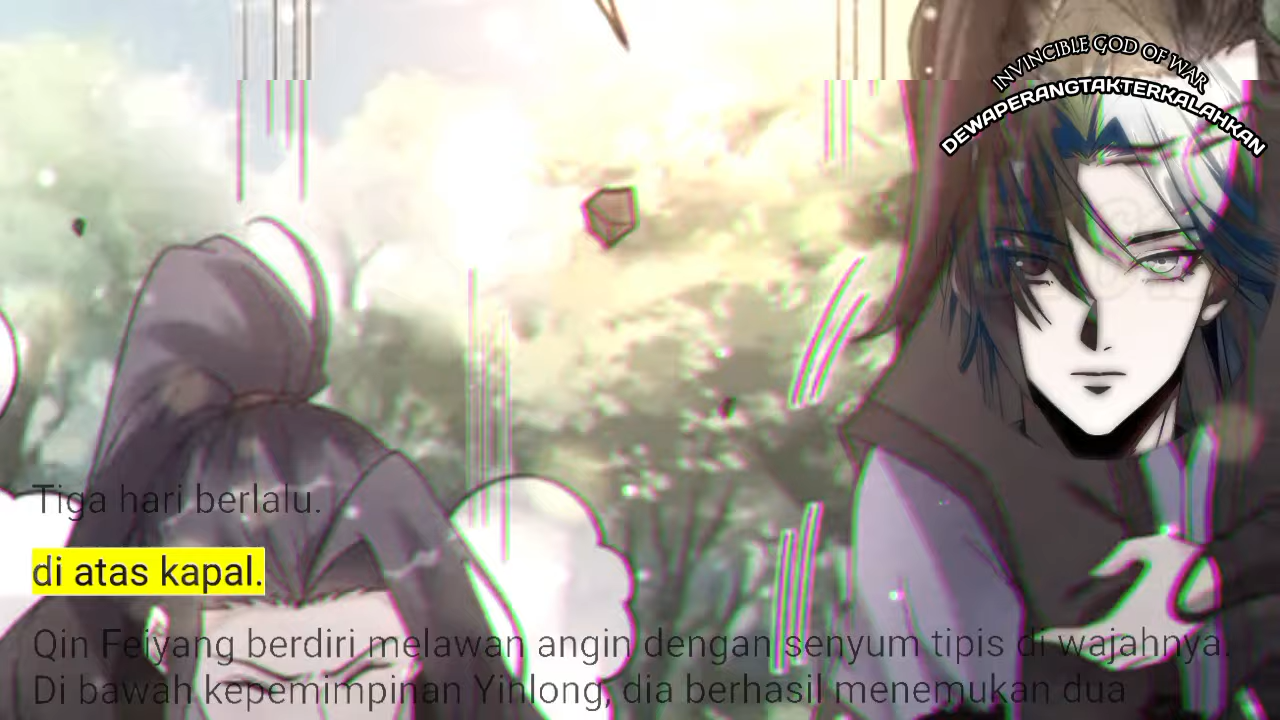 INVINCIBLE GOD OF WAR
DEWAPERANGTAKTERKALAHKAN
Tiga hari berlalu.
di atas kapal.
Qin Feiyang berdiri melawan angin dengan senyum tipis di wajahnya.
Di bawah kepemimpinan Yinlong, dia berhasil menemukan dua